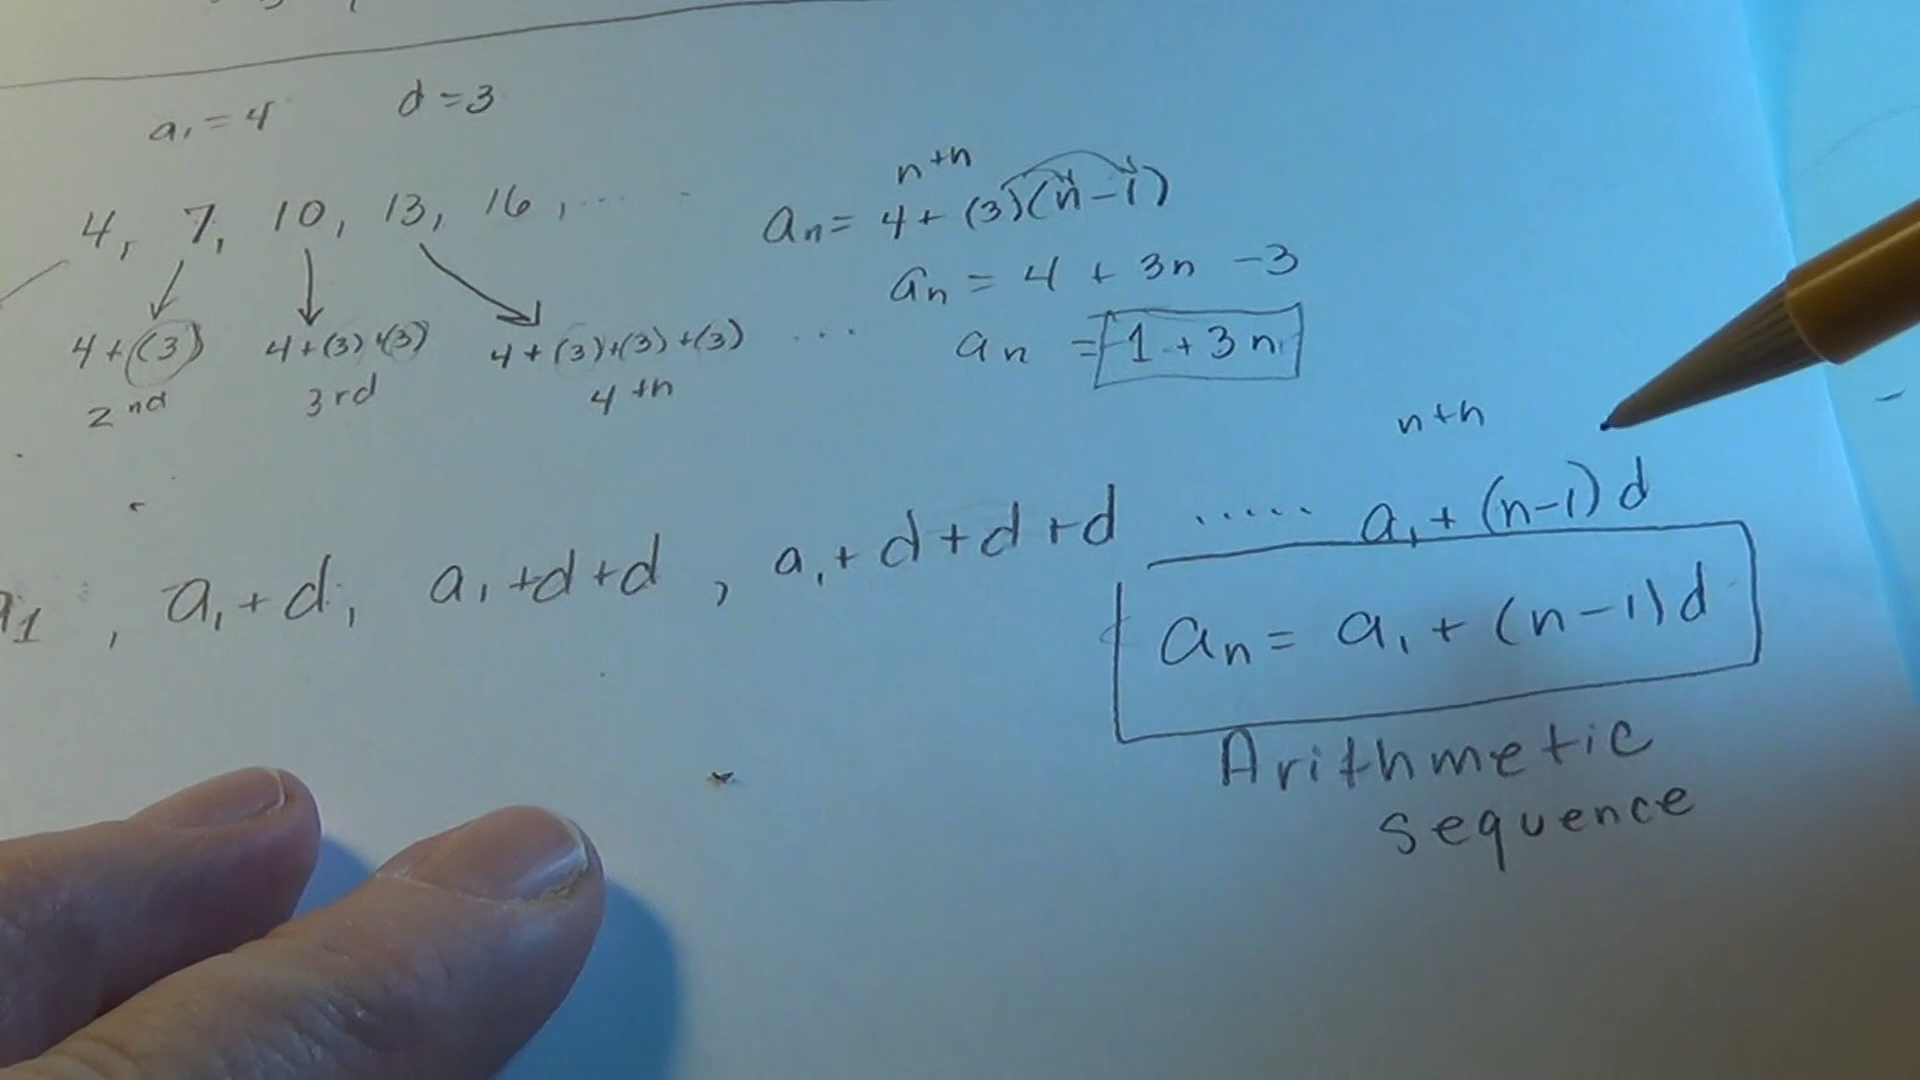 a₁ = 4 d = 3
4, 7, 10, 13, 16, ...
4 + (3) 4 + (3) + (3) 4 + (3) + (3) + (3) ...
2nd 3rd 4th
nth
aₙ = 4 + (3)(n - 1)
aₙ = 4 + 3n - 3
aₙ = 1 + 3n
nth
a₁, a₁ + d, a₁ + d + d, a₁ + d + d + d ..... a₁ + (n-1)d
aₙ = a₁ + (n-1)d
Arithmetic
sequence